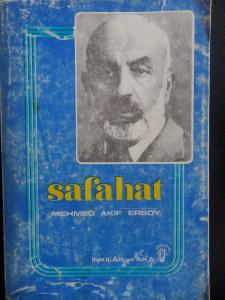 safahat
MEHMED AKİF ERSOY
İNKILÂP ve AKA